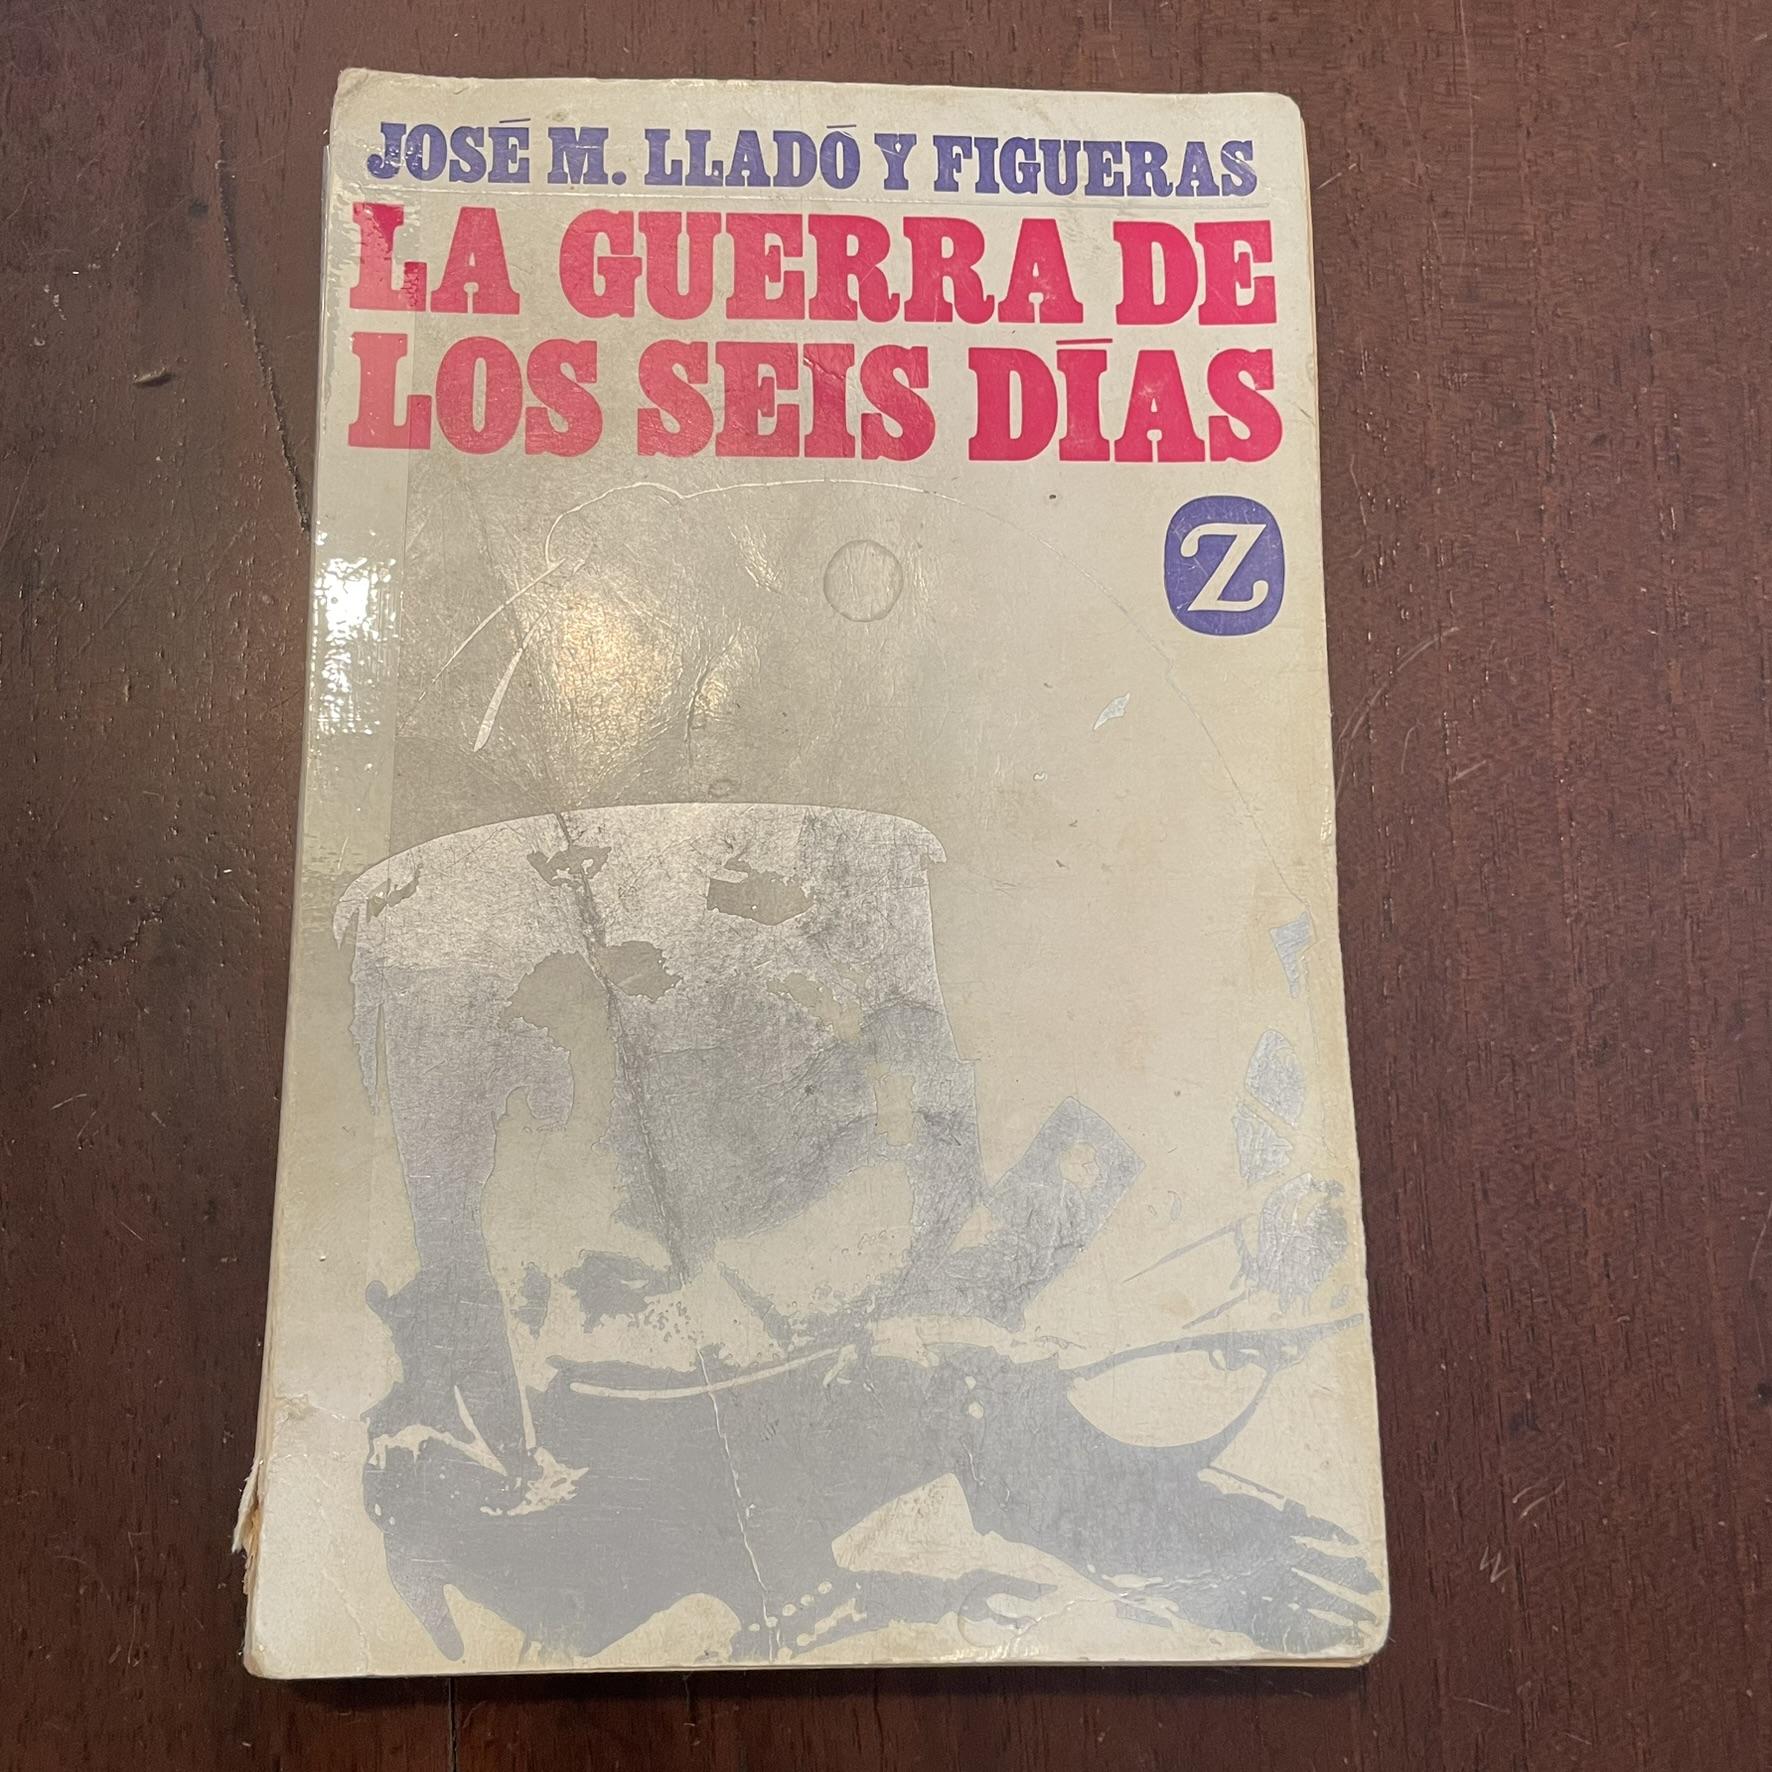 JOSÉ M. LLADÓ Y FIGUERAS
LA GUERRA DE
LOS SEIS DÍAS
Z